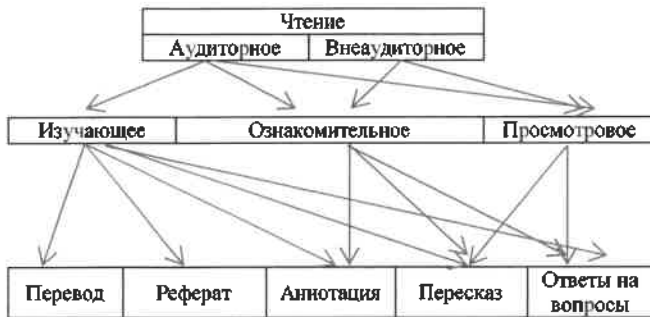 Чтение
Аудиторное Внеаудиторное
Изучающее Ознакомительное Просмотровое
Перевод Реферат Аннотация Пересказ Ответы на
вопросы